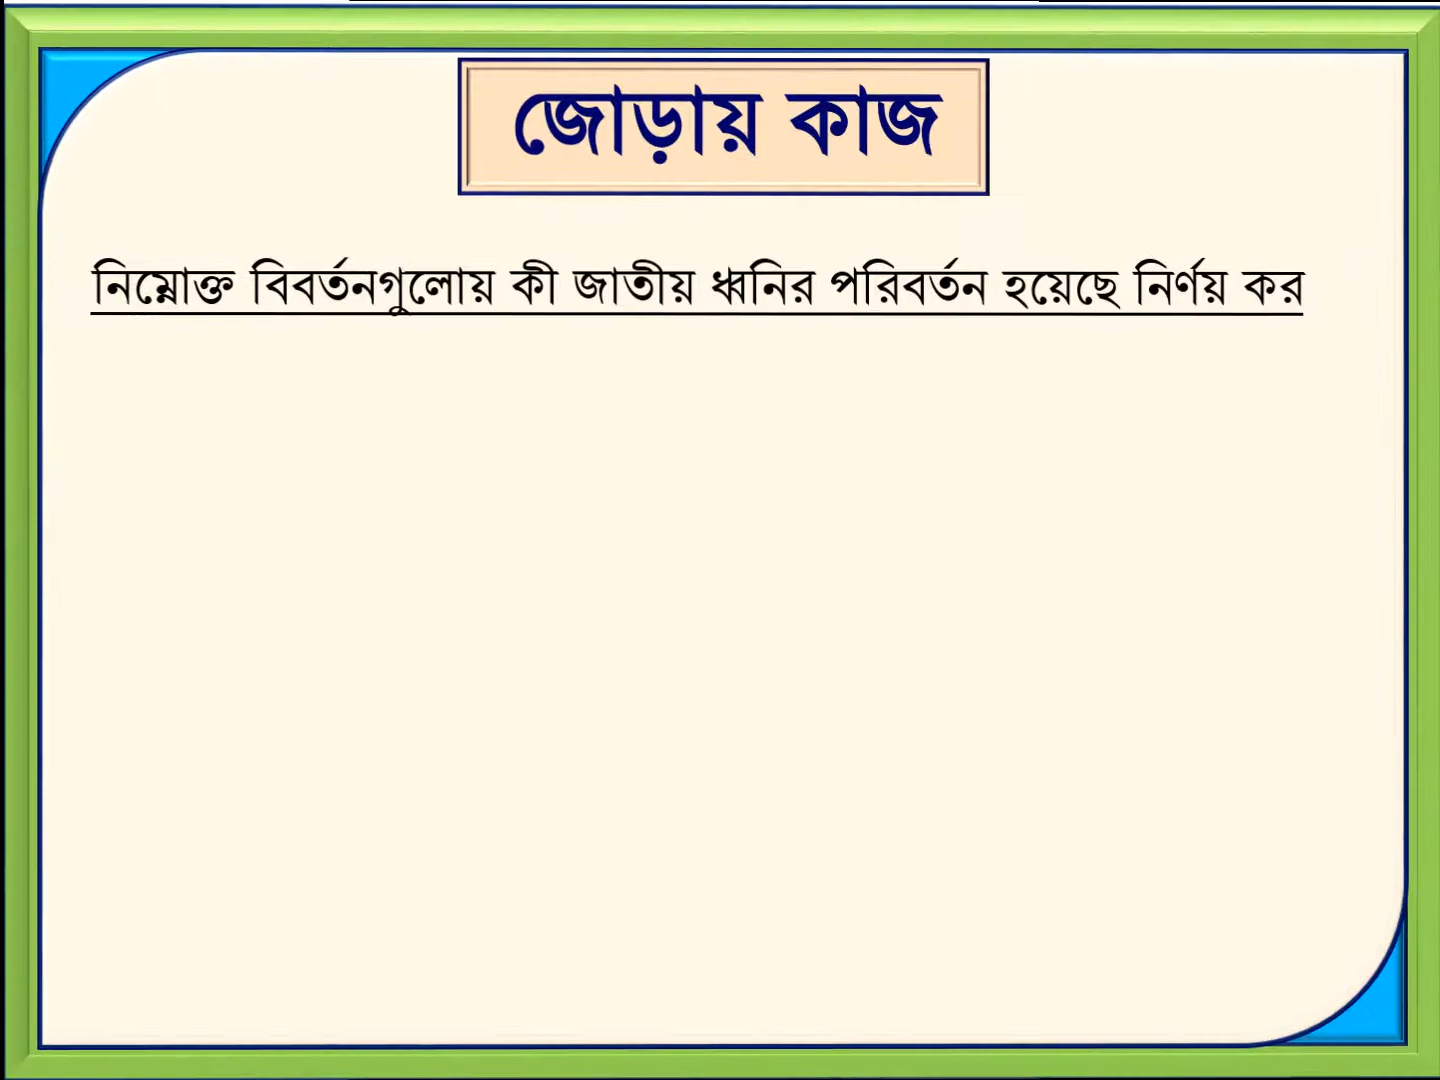 জোড়ায় কাজ
নিম্নোক্ত বিবর্তনগুলোয় কী জাতীয় ধ্বনির পরিবর্তন হয়েছে নির্ণয় কর